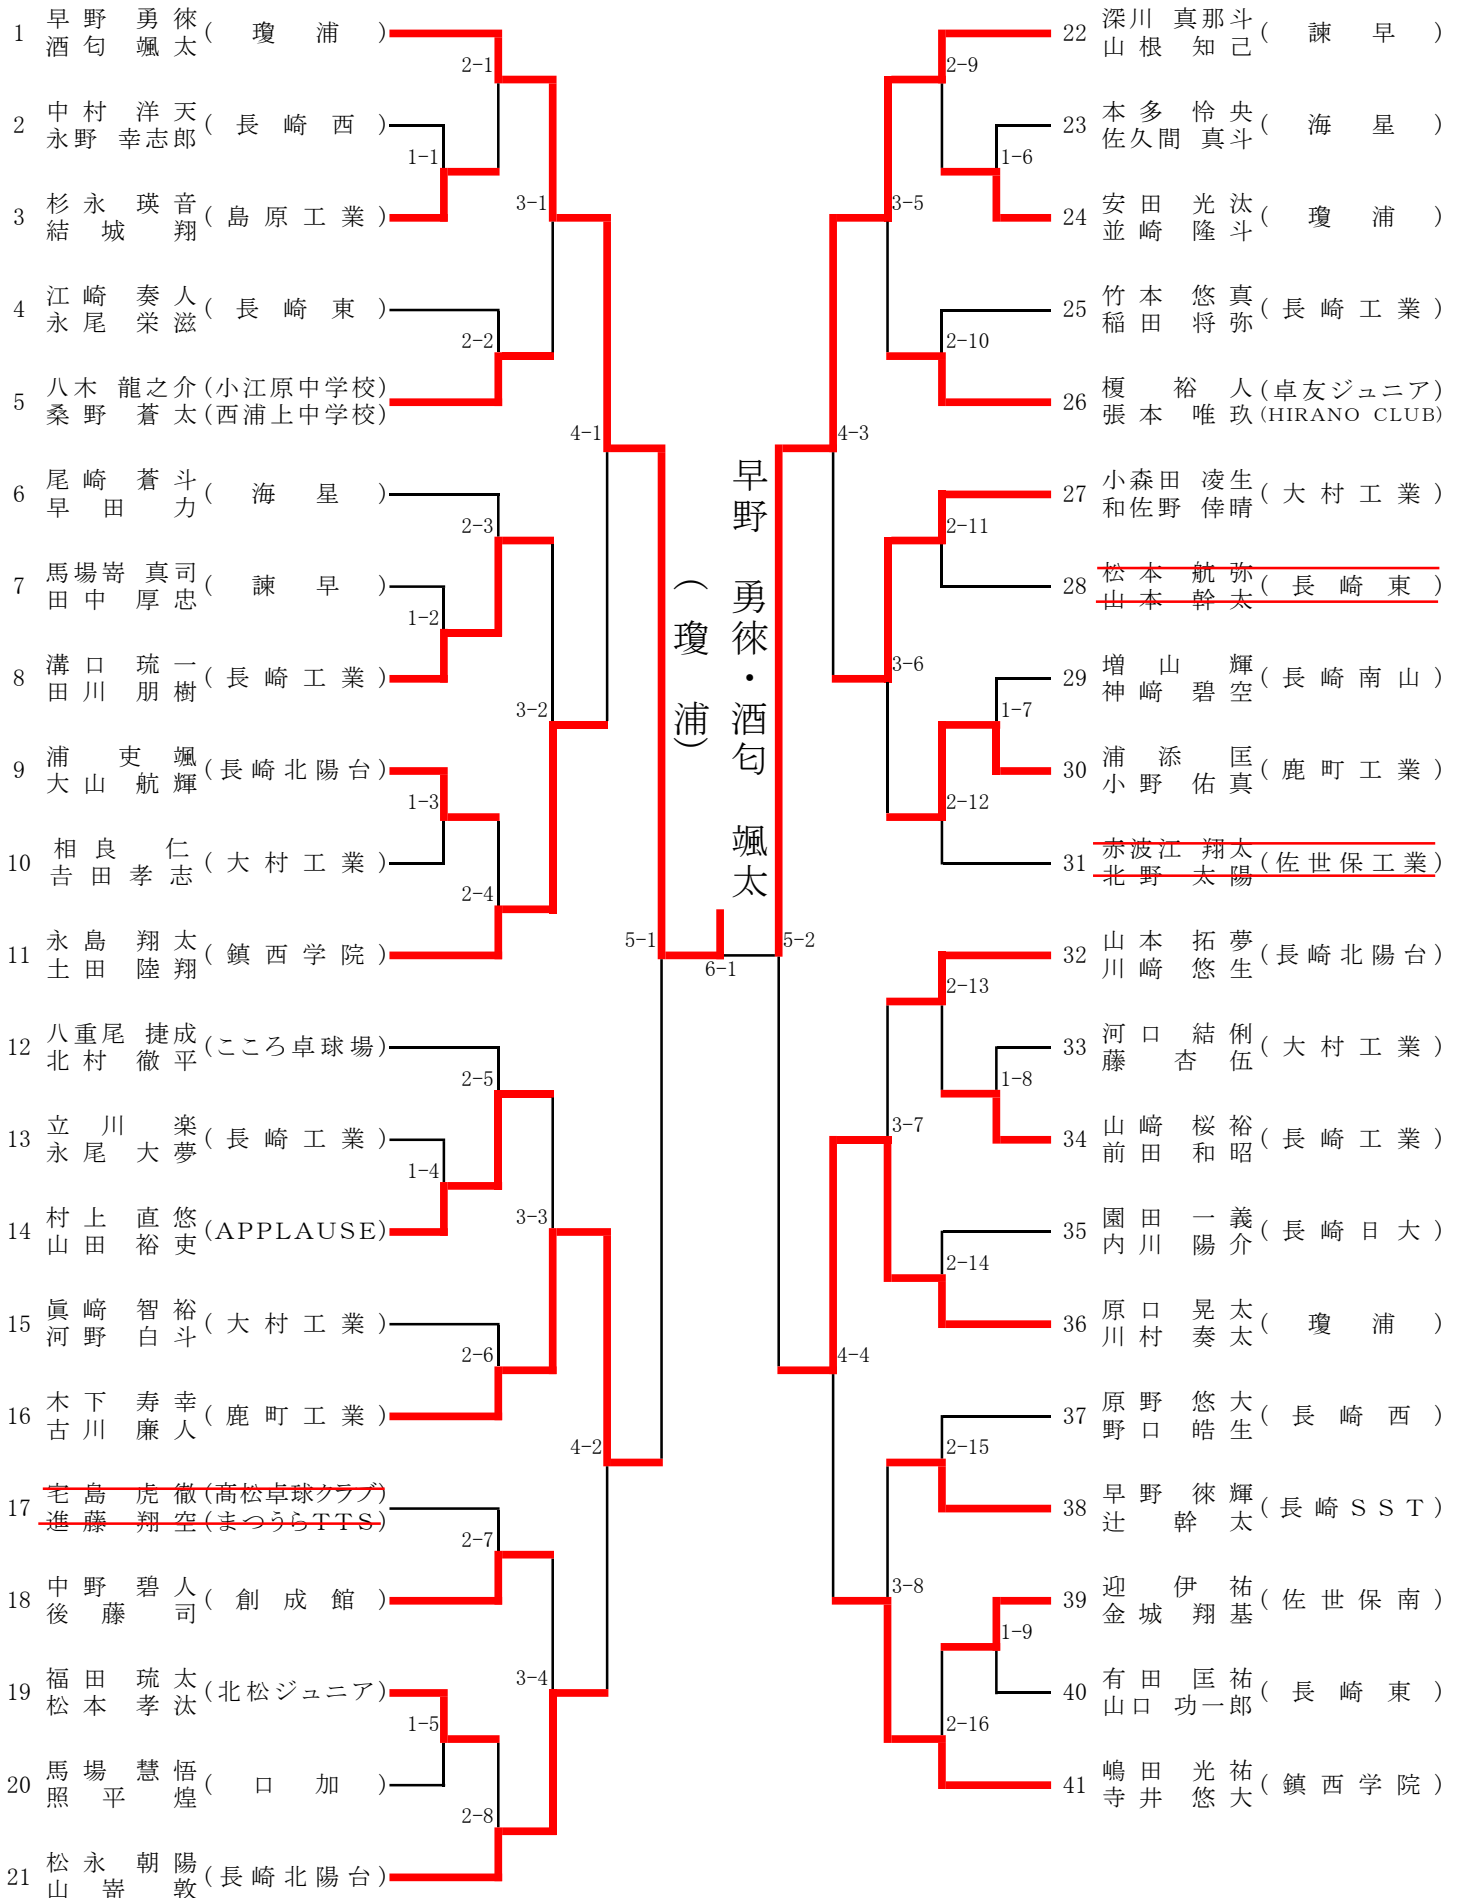 1 早野 勇徠 (瓊浦)
酒匂 颯太
2 中村 洋天 (長崎西)
永野 幸志郎
3 杉永 瑛音 (島原工業)
結城 翔
4 江崎 奏人 (長崎東)
永尾 栄滋
5 八木 龍之介 (小江原中学校)
桑野 蒼太 (西浦上中学校)
6 尾崎 蒼斗 (海星)
早田 力
7 馬場嵜 真司 (諫早)
田中 厚忠
8 溝口 琉一 (長崎工業)
田川 朋樹
9 浦 吏颯 (長崎北陽台)
大山 航輝
10 相良 仁 (大村工業)
吉田 孝志
11 永島 翔太 (鎮西学院)
土田 陸翔
12 八重尾 捷成 (こころ卓球場)
北村 徹平
13 立川 楽 (長崎工業)
永尾 大夢
14 村上 直悠 (APPLAUSE)
山田 裕吏
15 眞﨑 智裕 (大村工業)
河野 白斗
16 木下 寿幸 (鹿町工業)
古川 廉人
17 宅島 虎徹 (髙松卓球クラブ)
進藤 翔空 (まつうらTTS)
18 中野 碧人 (創成館)
後藤 司
19 福田 琉太 (北松ジュニア)
松本 孝汰
20 馬場 慧悟 (口加)
照平 煌
21 松永 朝陽 (長崎北陽台)
山嵜 敦
1-1
1-2
1-3
1-4
1-5
2-1
2-2
2-3
2-4
2-5
2-6
2-7
2-8
3-1
3-2
3-3
3-4
4-1
4-2
5-1
6-1
早野 勇徠・酒匂 颯太
(瓊浦)
5-2
4-3
4-4
3-5
3-6
3-7
3-8
2-9
2-10
2-11
2-12
2-13
2-14
2-15
2-16
1-6
1-7
1-8
1-9
22 深川 真那斗 (諫早)
山根 知己
23 本多 怜央 (海星)
佐久間 真斗
24 安田 光汰 (瓊浦)
並崎 隆斗
25 竹本 悠真 (長崎工業)
稲田 将弥
26 榎 裕人 (卓友ジュニア)
張本 唯玖 (HIRANO CLUB)
27 小森田 凌生 (大村工業)
和佐野 倖晴
28 松本 航弥 (長崎東)
山本 幹太
29 増山 輝 (長崎南山)
神﨑 碧空
30 浦添 匡 (鹿町工業)
小野 佑真
31 赤波江 翔太 (佐世保工業)
北野 太陽
32 山本 拓夢 (長崎北陽台)
川﨑 悠生
33 河口 結俐 (大村工業)
藤 杏伍
34 山﨑 桜裕 (長崎工業)
前田 和昭
35 園田 一義 (長崎日大)
内川 陽介
36 原口 晃太 (瓊浦)
川村 奏太
37 原野 悠大 (長崎西)
野口 皓生
38 早野 徠輝 (長崎SST)
辻 幹太
39 迎 伊祐 (佐世保南)
金城 翔基
40 有田 匡祐 (長崎東)
山口 功一郎
41 嶋田 光祐 (鎮西学院)
寺井 悠大